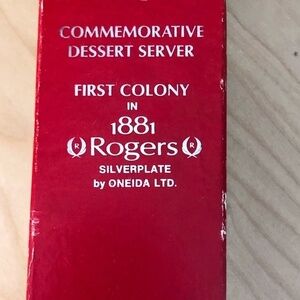 COMMEMORATIVE
DESSERT SERVER
FIRST COLONY
IN
1881
R Rogers R
SILVERPLATE
by ONEIDA LTD.